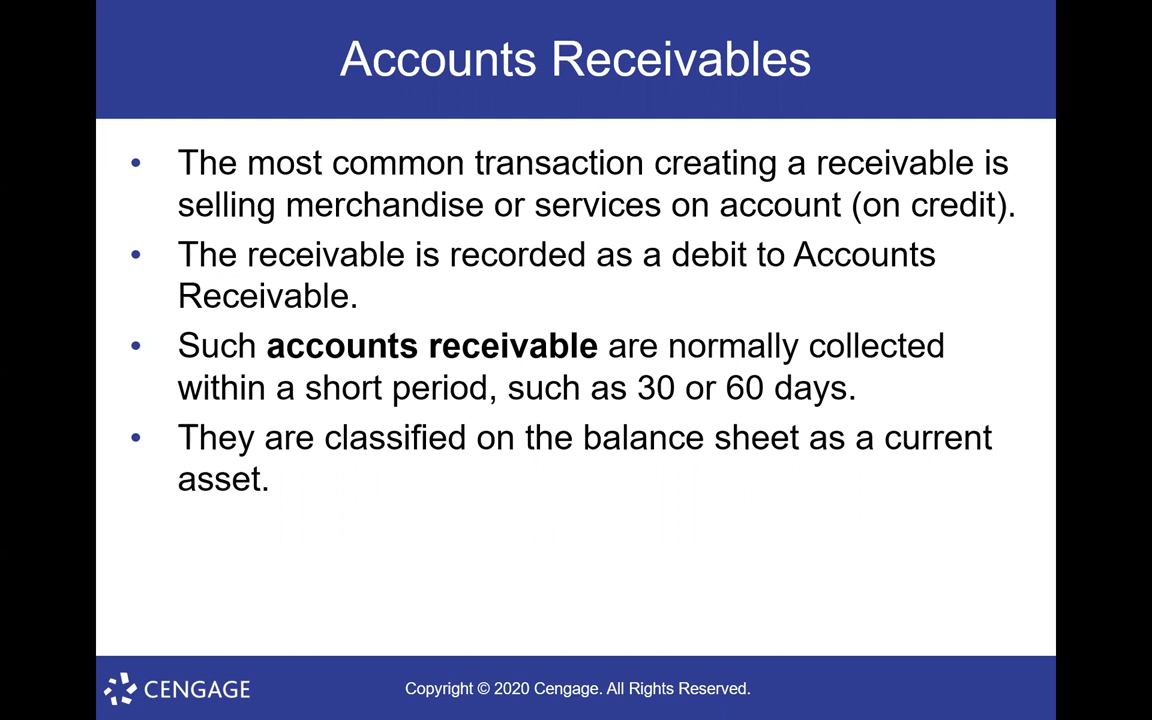 Accounts Receivables
• The most common transaction creating a receivable is
selling merchandise or services on account (on credit).
• The receivable is recorded as a debit to Accounts
Receivable.
• Such accounts receivable are normally collected
within a short period, such as 30 or 60 days.
• They are classified on the balance sheet as a current
asset.
CENGAGE
Copyright © 2020 Cengage. All Rights Reserved.